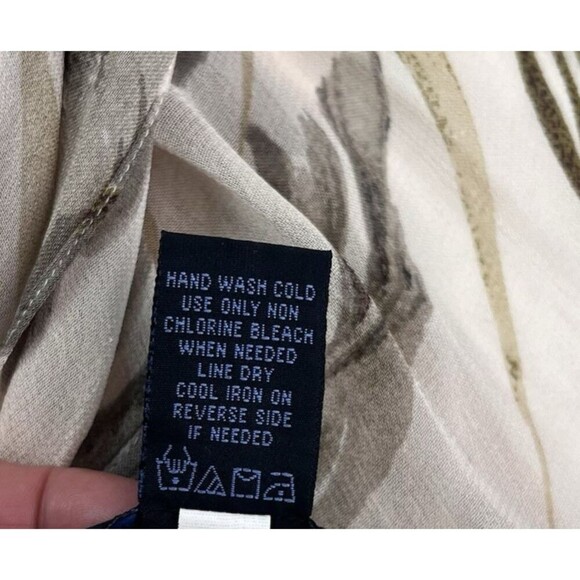 HAND WASH COLD
USE ONLY NON
CHLORINE BLEACH
WHEN NEEDED
LINE DRY
COOL IRON ON
REVERSE SIDE
IF NEEDED